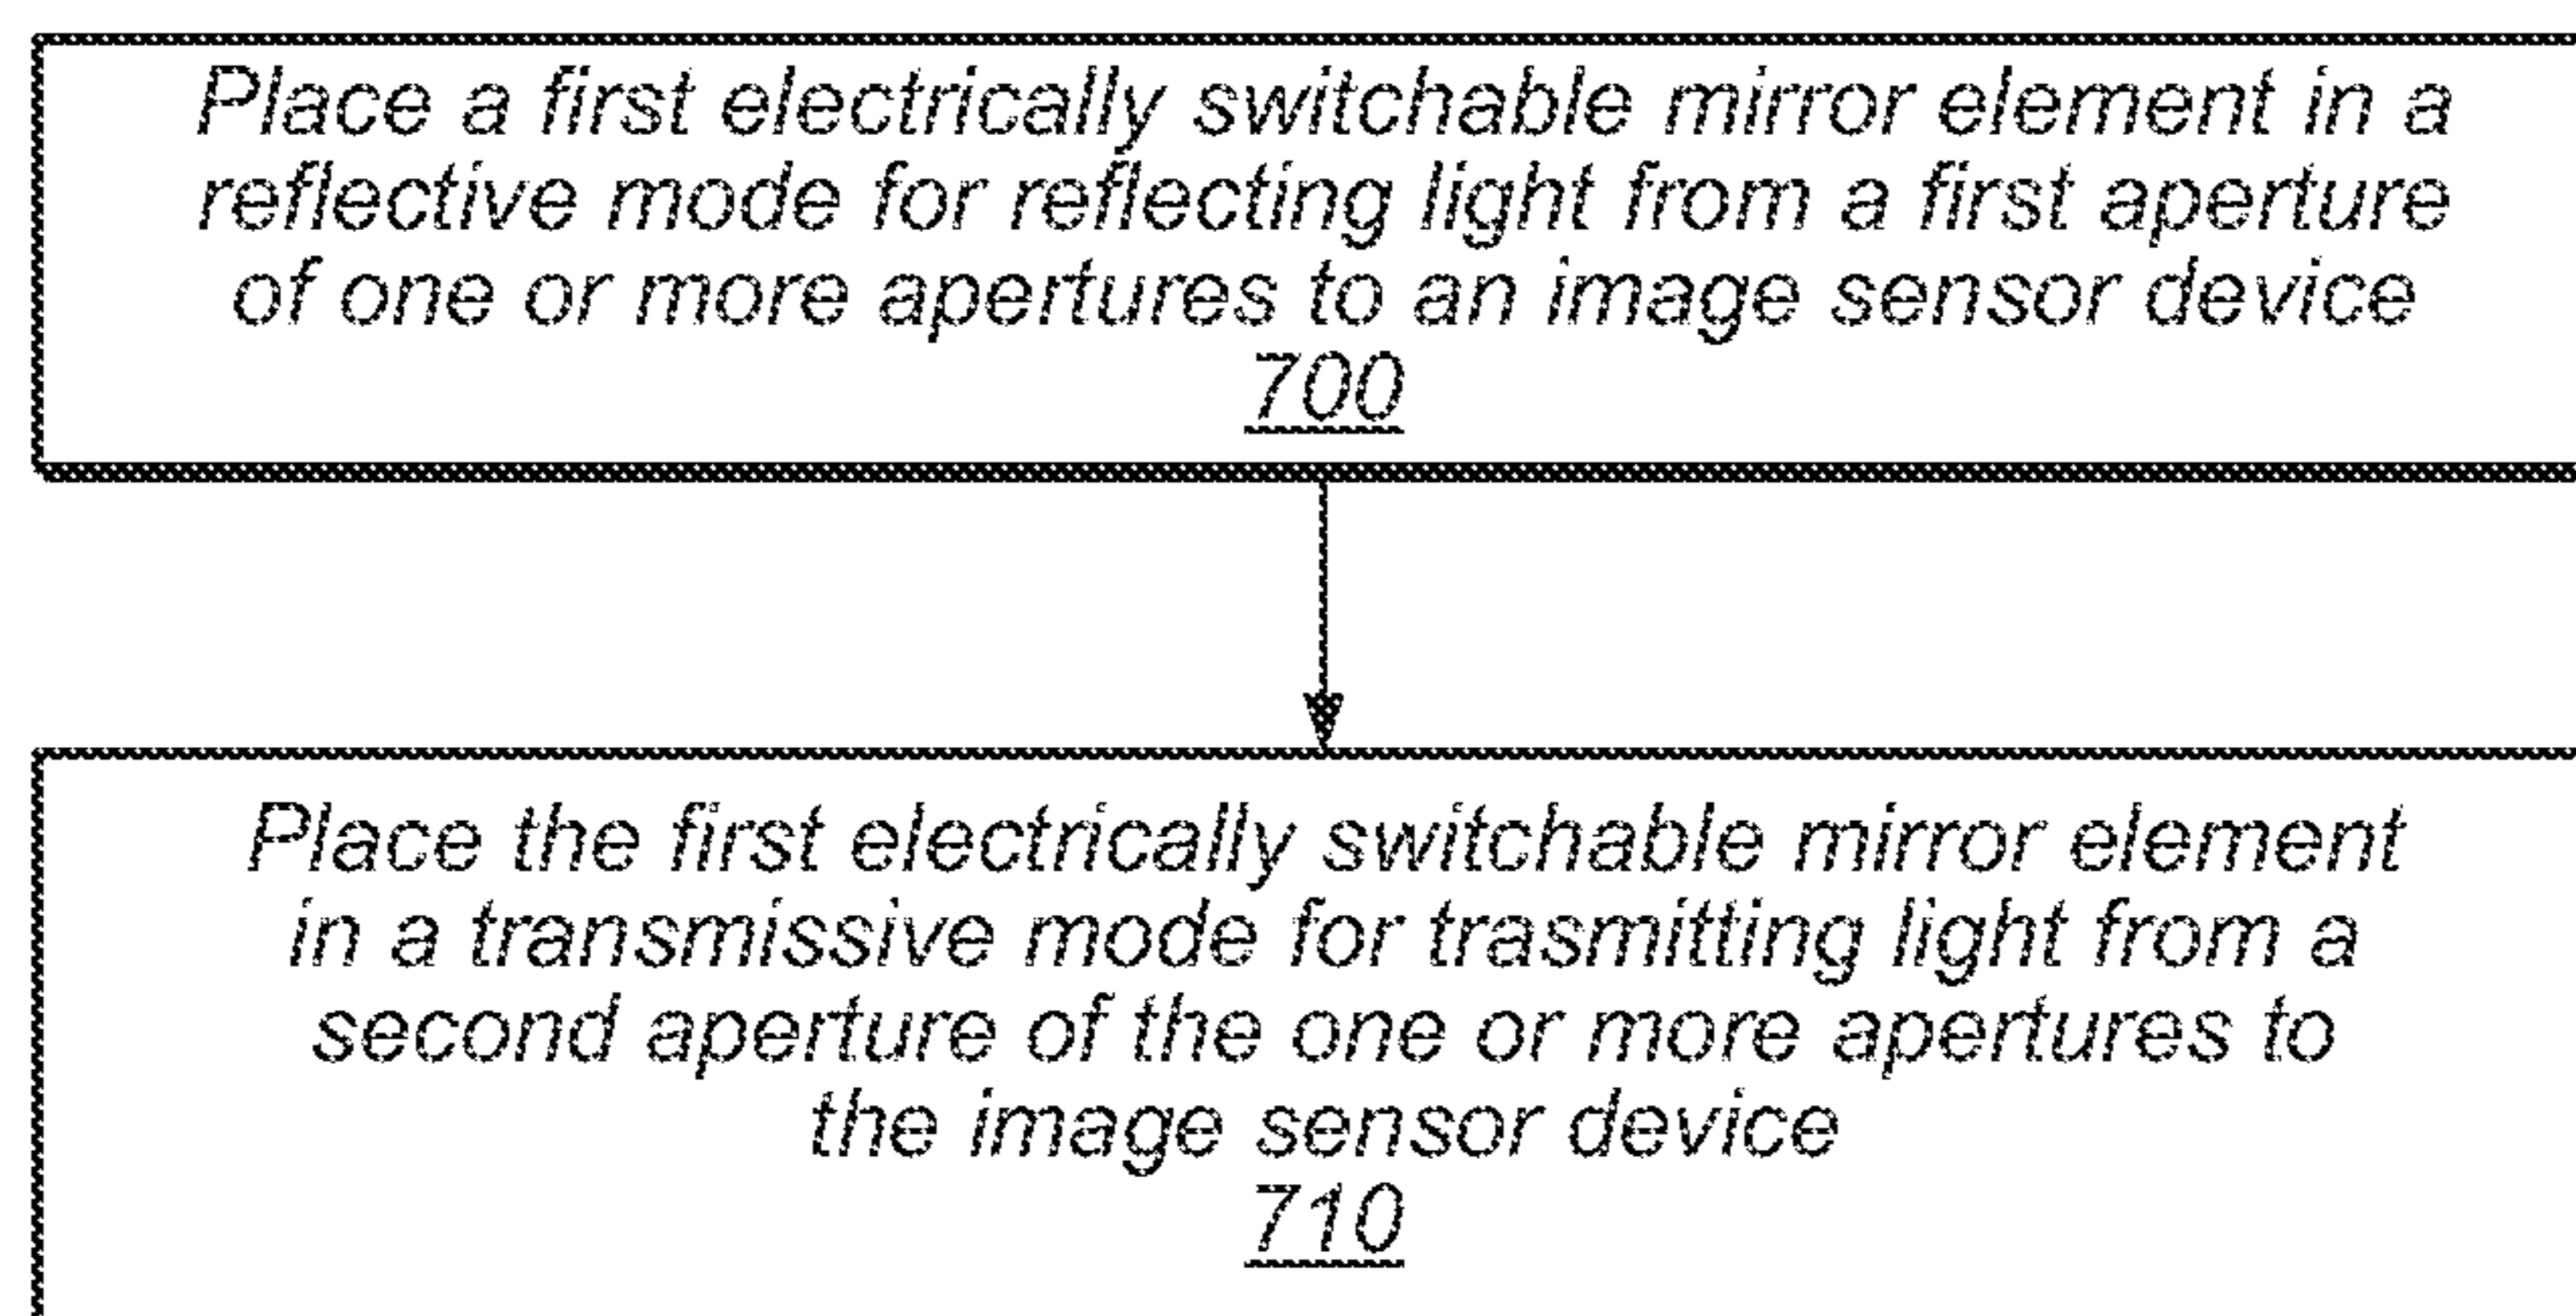 Place a first electrically switchable mirror element in a
reflective mode for reflecting light from a first aperture
of one or more apertures to an image sensor device
700
Place the first electrically switchable mirror element
in a transmissive mode for trasmitting light from a
second aperture of the one or more apertures to
the image sensor device
710